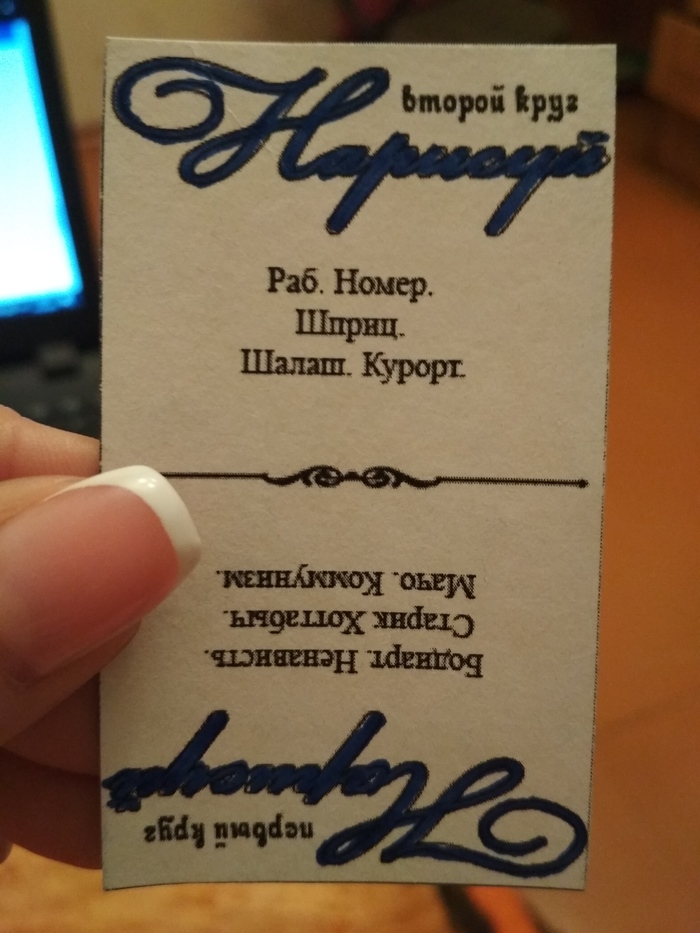 второй круг
Нарисуй
Раб. Номер.
Шприц.
Шалаш. Курорт.
первый круг
Нарисуй
Бодиарт. Ненависть.
Старик Хоттабыч.
Мачо. Коммунизм.